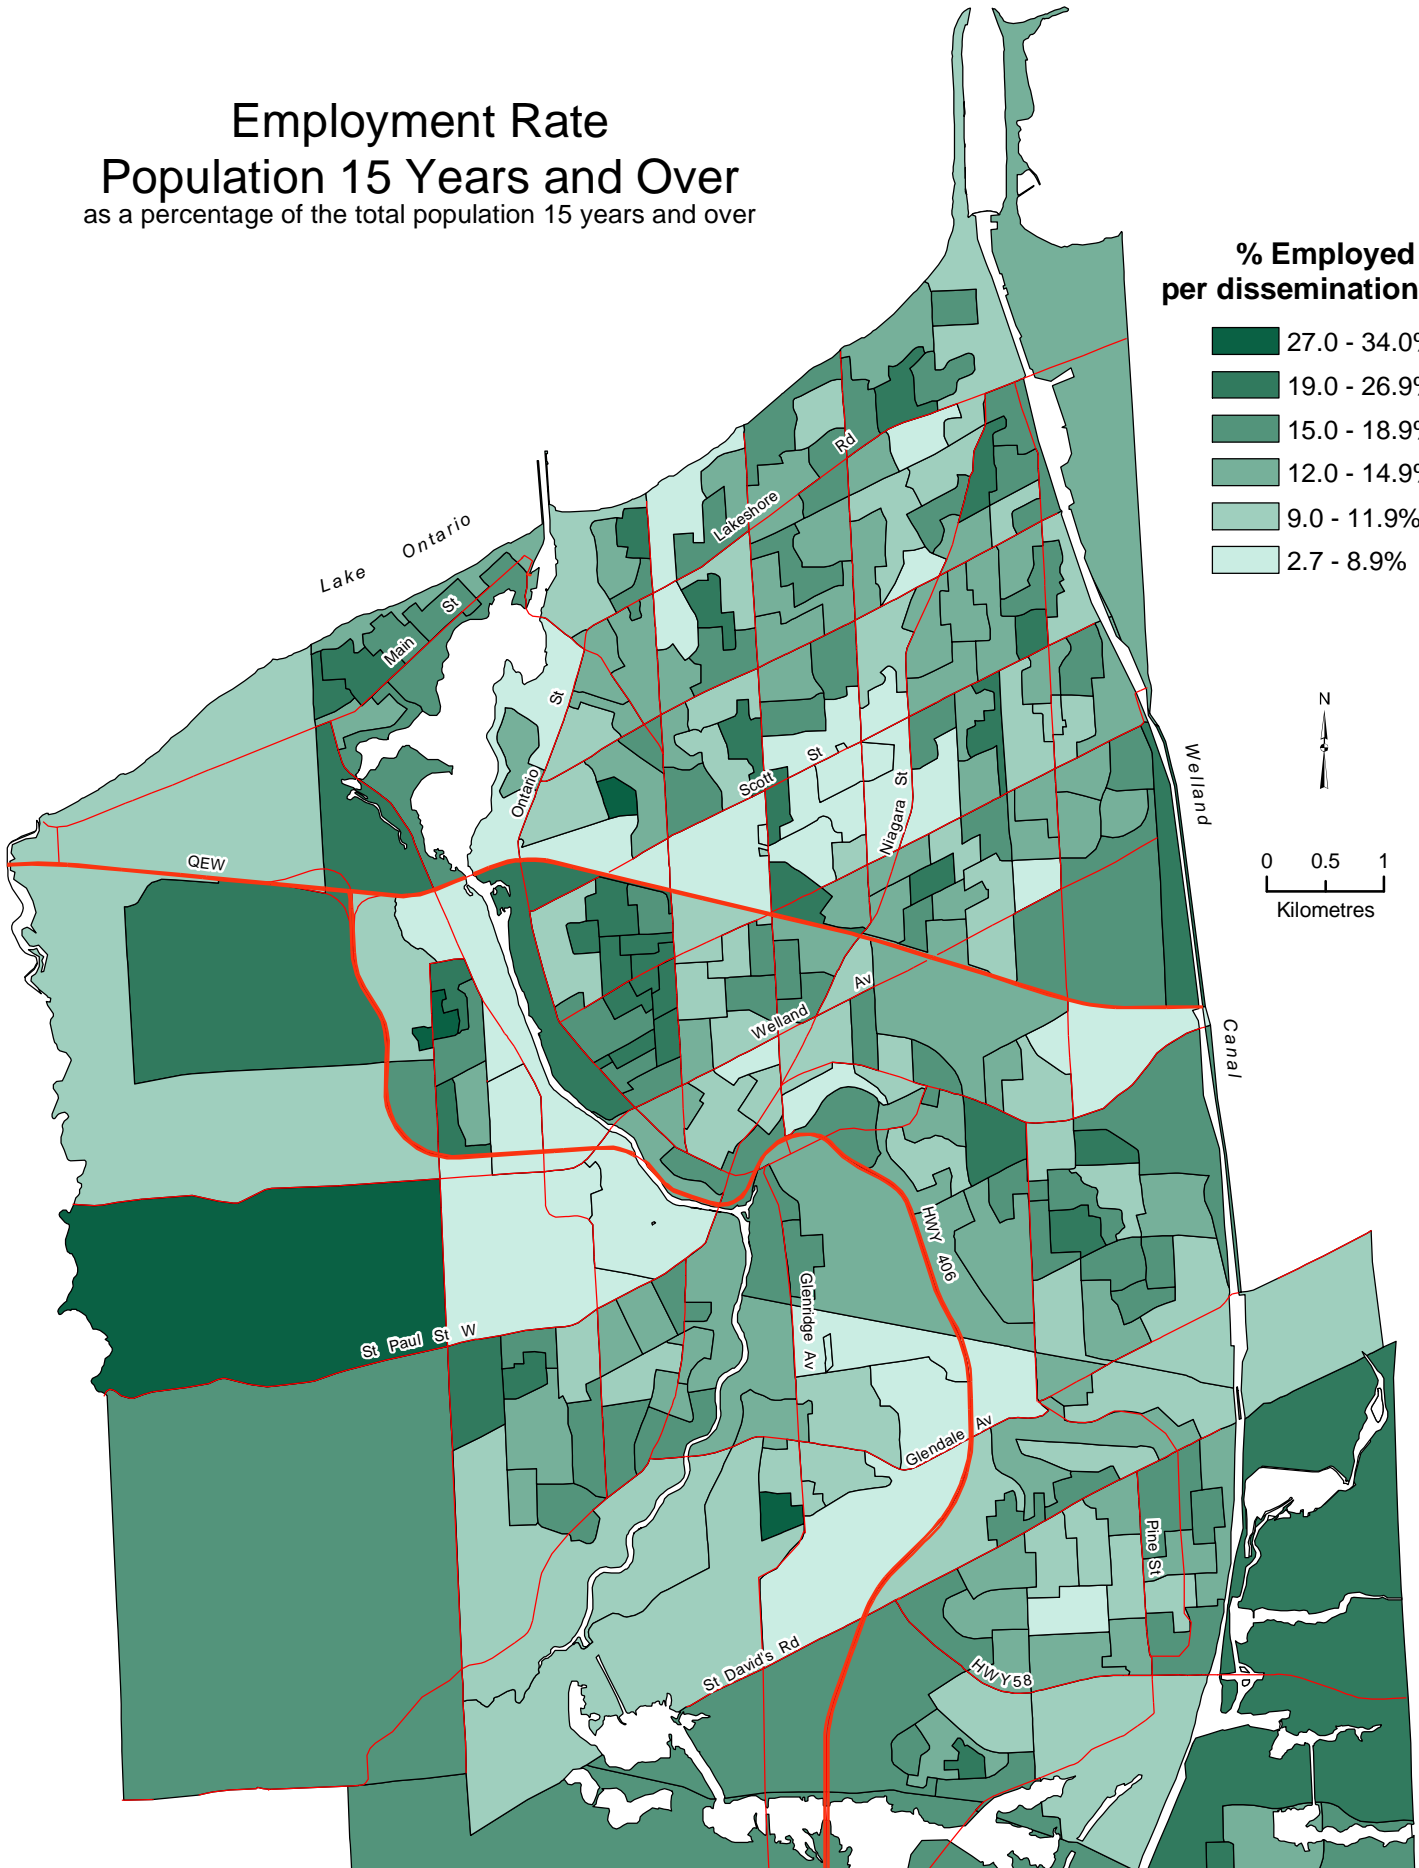 Employment Rate
Population 15 Years and Over
as a percentage of the total population 15 years and over
% Employed
per dissemination
27.0 - 34.0%
19.0 - 26.9%
15.0 - 18.9%
12.0 - 14.9%
9.0 - 11.9%
2.7 - 8.9%
Lake Ontario
Lakeshore Rd
Main St
Ontario St
Scott St
Niagara St
Welland Canal
N
0 0.5 1
Kilometres
QEW
Welland Av
HWY 406
Glenridge Av
St Paul St W
Glendale Av
Pine St
St David's Rd
HWY58